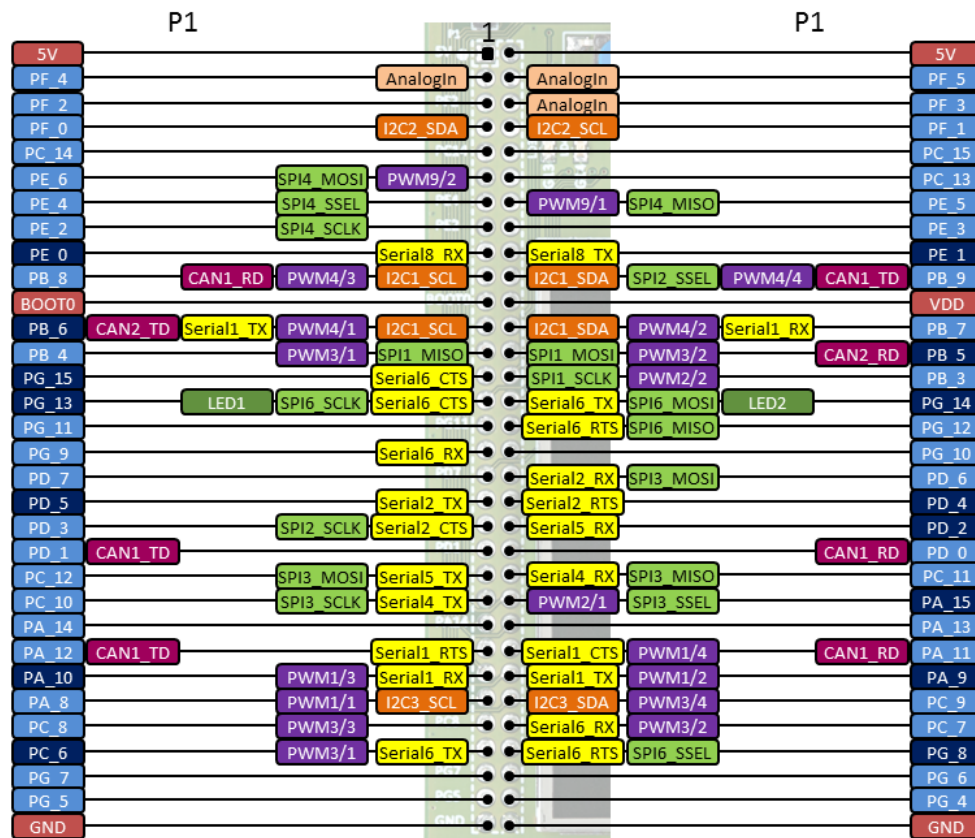 P1 P1
1
5V 5V
PF_4 AnalogIn AnalogIn PF_5
PF_2 AnalogIn PF_3
PF_0 I2C2_SDA I2C2_SCL PF_1
PC_14 PC_15
PE_6 SPI4_MOSI PWM9/2 PC_13
PE_4 SPI4_SSEL PWM9/1 SPI4_MISO PE_5
PE_2 SPI4_SCLK PE_3
PE_0 Serial8_RX Serial8_TX PE_1
PB_8 CAN1_RD PWM4/3 I2C1_SCL I2C1_SDA SPI2_SSEL PWM4/4 CAN1_TD PB_9
BOOT0 VDD
PB_6 CAN2_TD Serial1_TX PWM4/1 I2C1_SCL I2C1_SDA PWM4/2 Serial1_RX PB_7
PB_4 PWM3/1 SPI1_MISO SPI1_MOSI PWM3/2 CAN2_RD PB_5
PG_15 Serial6_CTS SPI1_SCLK PWM2/2 PB_3
PG_13 LED1 SPI6_SCLK Serial6_CTS Serial6_TX SPI6_MOSI LED2 PG_14
PG_11 Serial6_RTS SPI6_MISO PG_12
PG_9 Serial6_RX PG_10
PD_7 Serial2_RX SPI3_MOSI PD_6
PD_5 Serial2_TX Serial2_RTS PD_4
PD_3 SPI2_SCLK Serial2_CTS Serial5_RX PD_2
PD_1 CAN1_TD CAN1_RD PD_0
PC_12 SPI3_MOSI Serial5_TX Serial4_RX SPI3_MISO PC_11
PC_10 SPI3_SCLK Serial4_TX PWM2/1 SPI3_SSEL PA_15
PA_14 PA_13
PA_12 CAN1_TD Serial1_RTS Serial1_CTS PWM1/4 CAN1_RD PA_11
PA_10 PWM1/3 Serial1_RX Serial1_TX PWM1/2 PA_9
PA_8 PWM1/1 I2C3_SCL I2C3_SDA PWM3/4 PC_9
PC_8 PWM3/3 Serial6_RX PWM3/2 PC_7
PC_6 PWM3/1 Serial6_TX Serial6_RTS SPI6_SSEL PG_8
PG_7 PG_6
PG_5 PG_4
GND GND